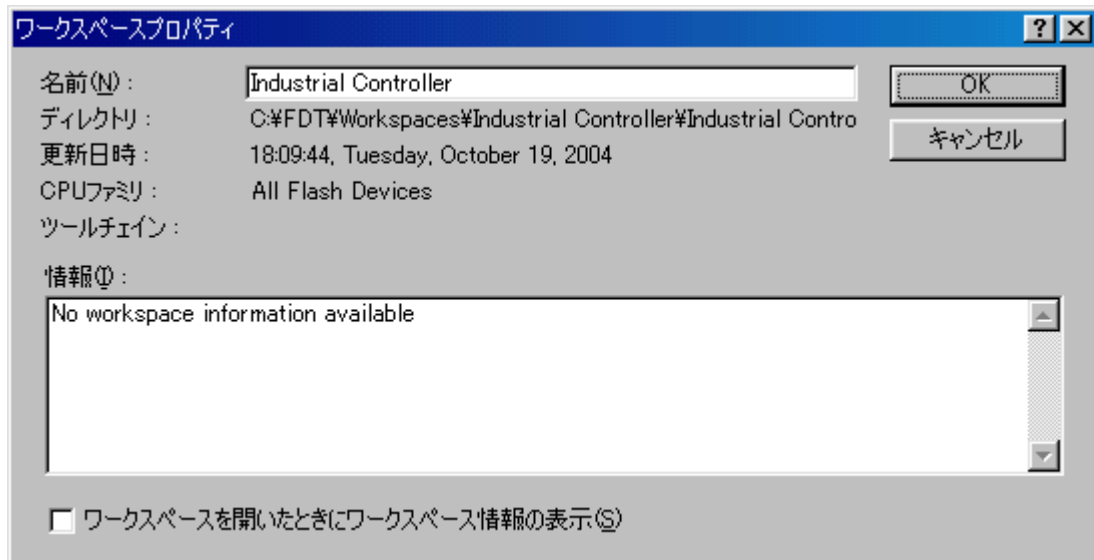 ワークスペースプロパティ
名前(N) : Industrial Controller OK
ディレクトリ : C:¥FDT¥Workspaces¥Industrial Controller¥Industrial Contro
キャンセル
更新日時 : 18:09:44, Tuesday, October 19, 2004
CPUファミリ : All Flash Devices
ツールチェイン :
情報(I) :
No workspace information available
ワークスペースを開いたときにワークスペース情報の表示(S)